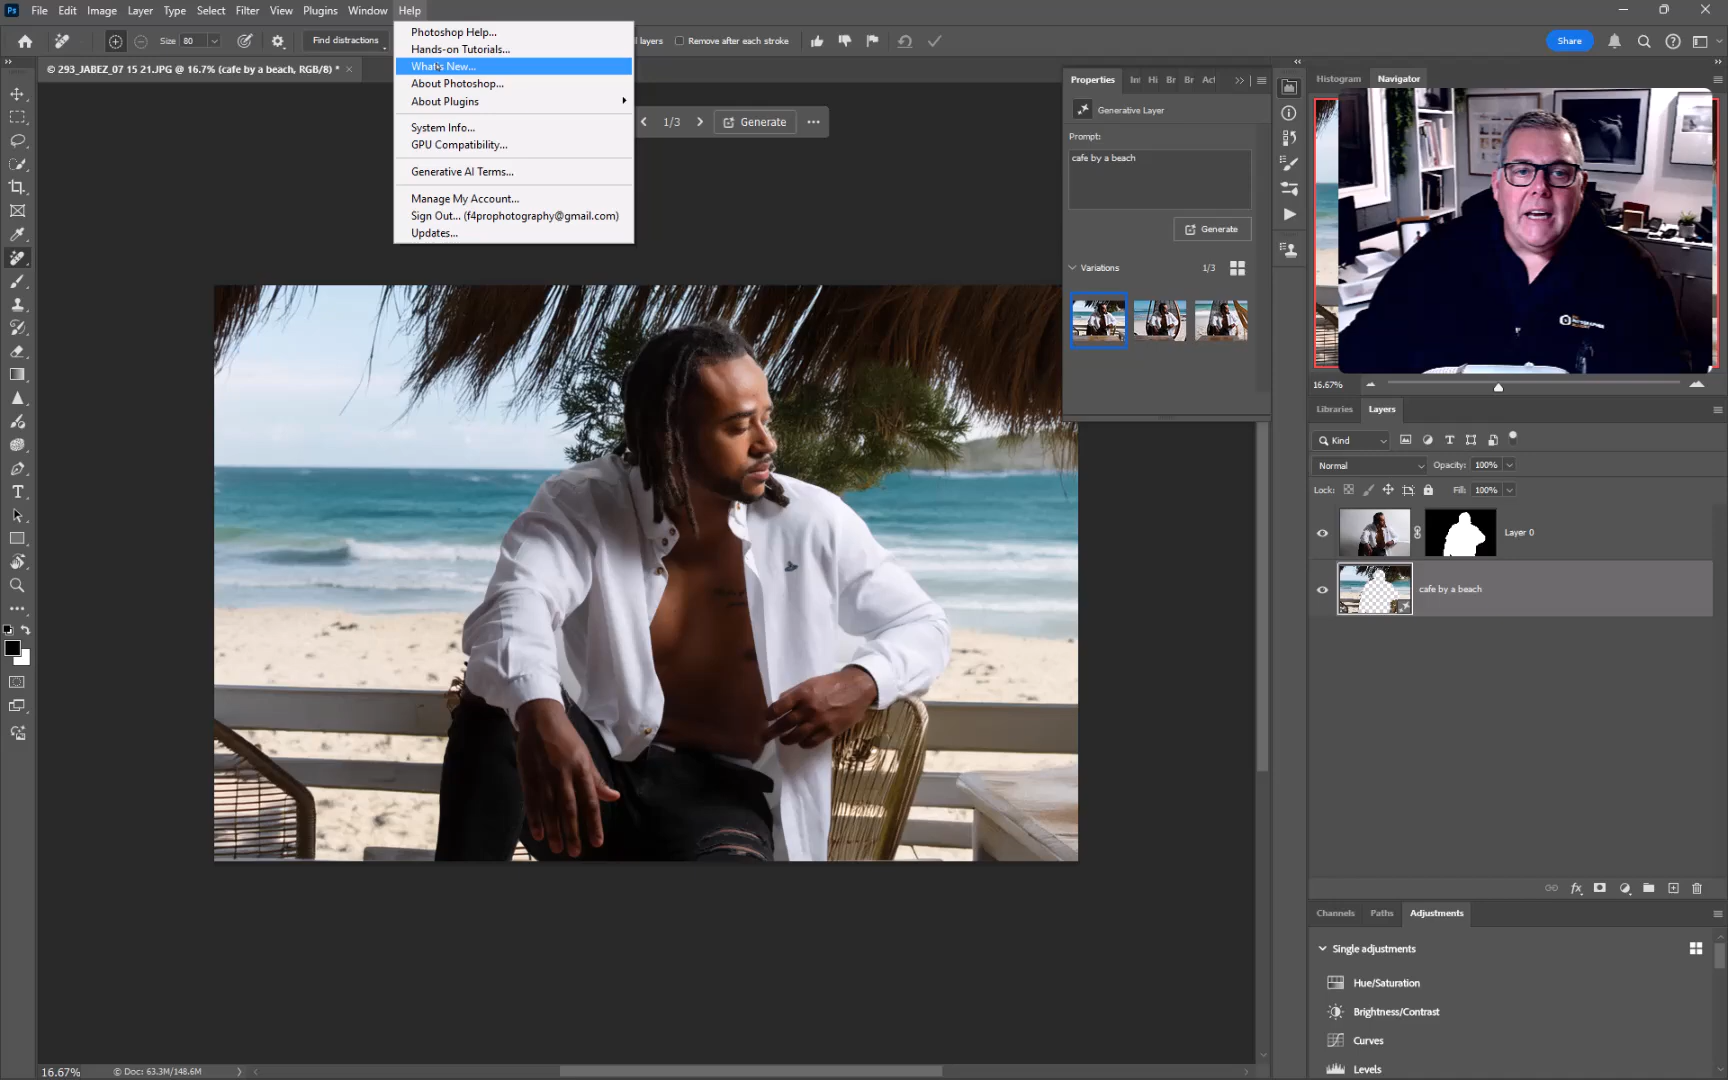 Ps File Edit Image Layer Type Select Filter View Plugins Window Help
Size 80 Find distractions ll layers Remove after each stroke Share
© 293_JABEZ_07 15 21.JPG @ 16.7% (cafe by a beach, RGB/8) *
Photoshop Help...
Hands-on Tutorials...
What's New...
About Photoshop...
About Plugins
System Info...
GPU Compatibility...
Generative AI Terms...
Manage My Account...
Sign Out... (f4prophotography@gmail.com)
Updates...
1/3 Generate
Properties Hi Br Br
Generative Layer
Prompt:
cafe by a beach
Generate
Variations 1/3
Histogram Navigator
16.67%
Libraries Layers
Kind
Normal Opacity: 100%
Lock: Fill: 100%
Layer 0
cafe by a beach
Channels Paths Adjustments
Single adjustments
Hue/Saturation
Brightness/Contrast
Curves
Levels
16.67% © Doc: 63.3M/148.6M